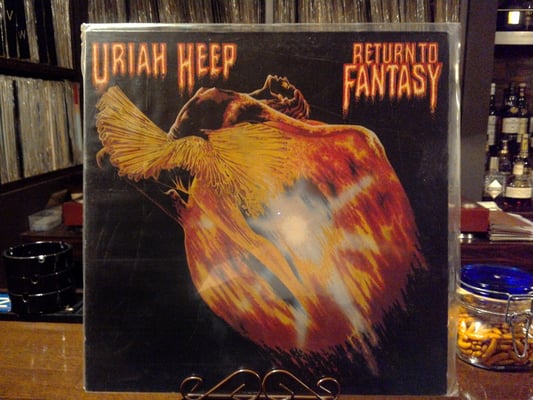 URIAH HEEP
RETURN TO
FANTASY